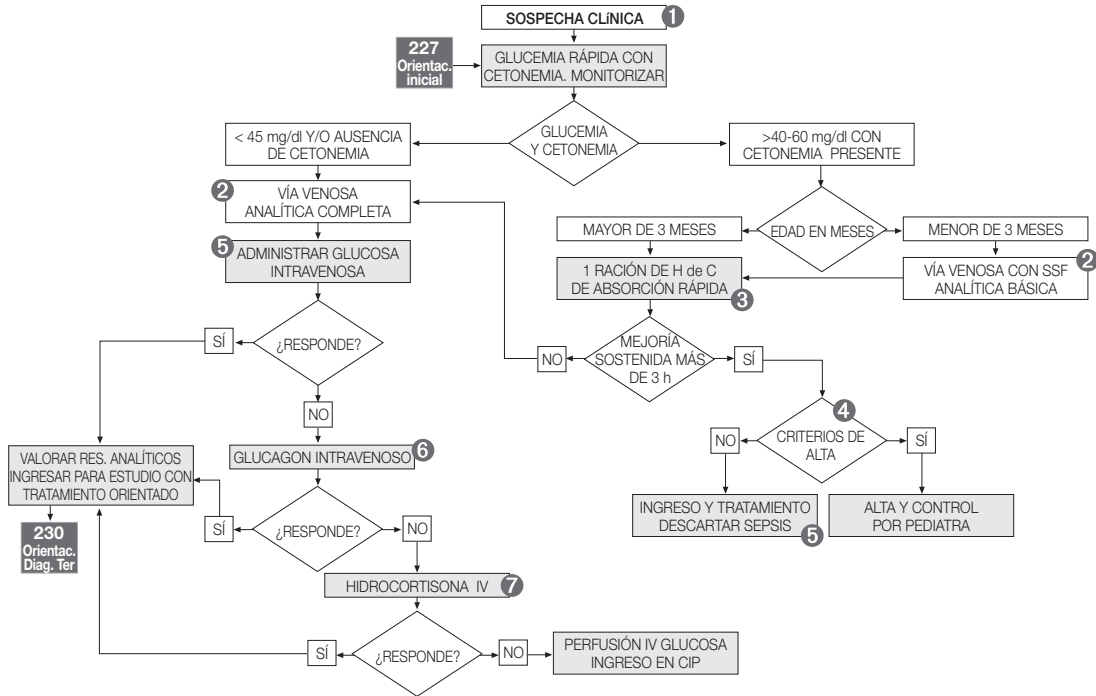 SOSPECHA CLíNICA 1
227
Orientac.
inicial
GLUCEMIA RÁPIDA CON
CETONEMIA. MONITORIZAR
GLUCEMIA
Y CETONEMIA
< 45 mg/dl Y/O AUSENCIA
DE CETONEMIA
>40-60 mg/dl CON
CETONEMIA PRESENTE
2
VÍA VENOSA
ANALÍTICA COMPLETA
EDAD EN MESES
MAYOR DE 3 MESES
MENOR DE 3 MESES
5
ADMINISTRAR GLUCOSA
INTRAVENOSA
1 RACIÓN DE H de C
DE ABSORCIÓN RÁPIDA
3
VÍA VENOSA CON SSF
ANALÍTICA BÁSICA
2
¿RESPONDE?
SÍ
NO
MEJORÍA
SOSTENIDA MÁS
DE 3 h
NO
SÍ
4
CRITERIOS DE
ALTA
NO
SÍ
GLUCAGON INTRAVENOSO 6
VALORAR RES. ANALÍTICOS
INGRESAR PARA ESTUDIO CON
TRATAMIENTO ORIENTADO
INGRESO Y TRATAMIENTO
DESCARTAR SEPSIS
5
ALTA Y CONTROL
POR PEDIATRA
230
Orientac.
Diag. Ter
SÍ
¿RESPONDE?
NO
HIDROCORTISONA IV 7
SÍ
¿RESPONDE?
NO
PERFUSIÓN IV GLUCOSA
INGRESO EN CIP